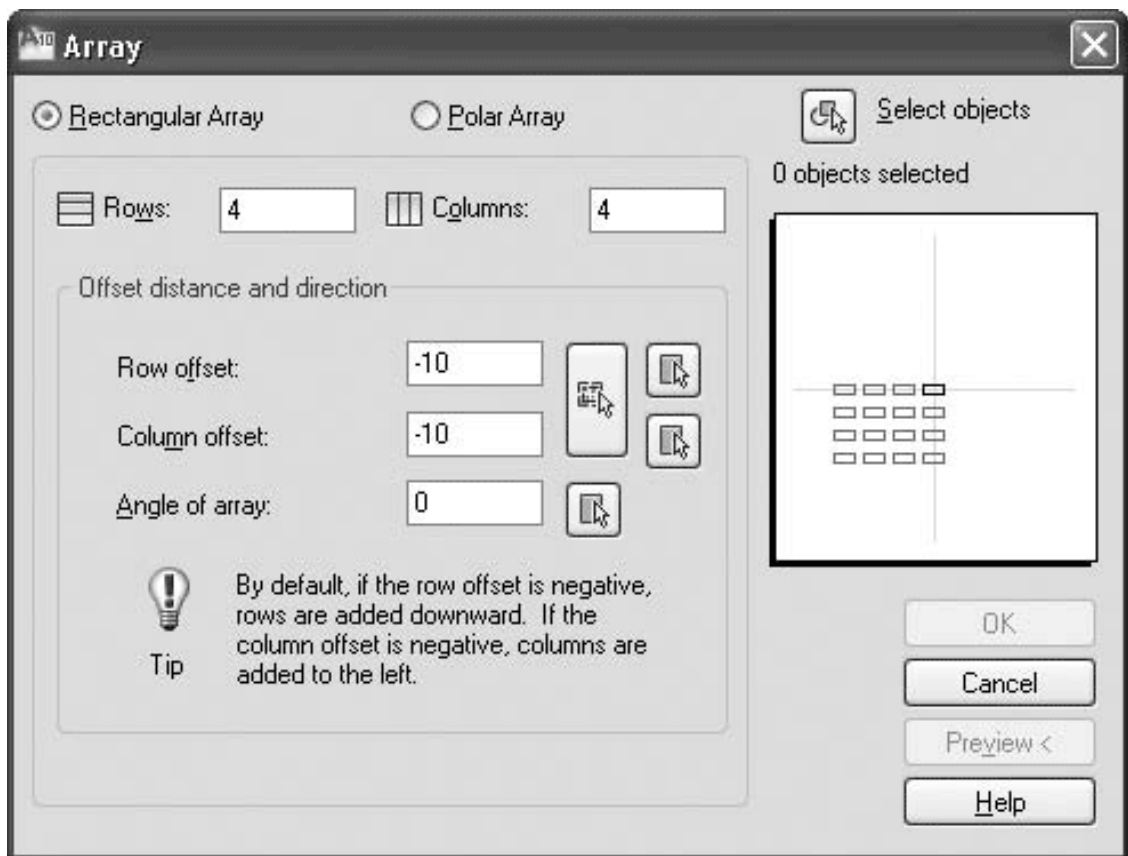 Array
Rectangular Array
Polar Array
Select objects
0 objects selected
Rows:
4
Columns:
4
Offset distance and direction
Row offset:
-10
Column offset:
-10
Angle of array:
0
Tip
By default, if the row offset is negative,
rows are added downward. If the
column offset is negative, columns are
added to the left.
OK
Cancel
Preview <
Help